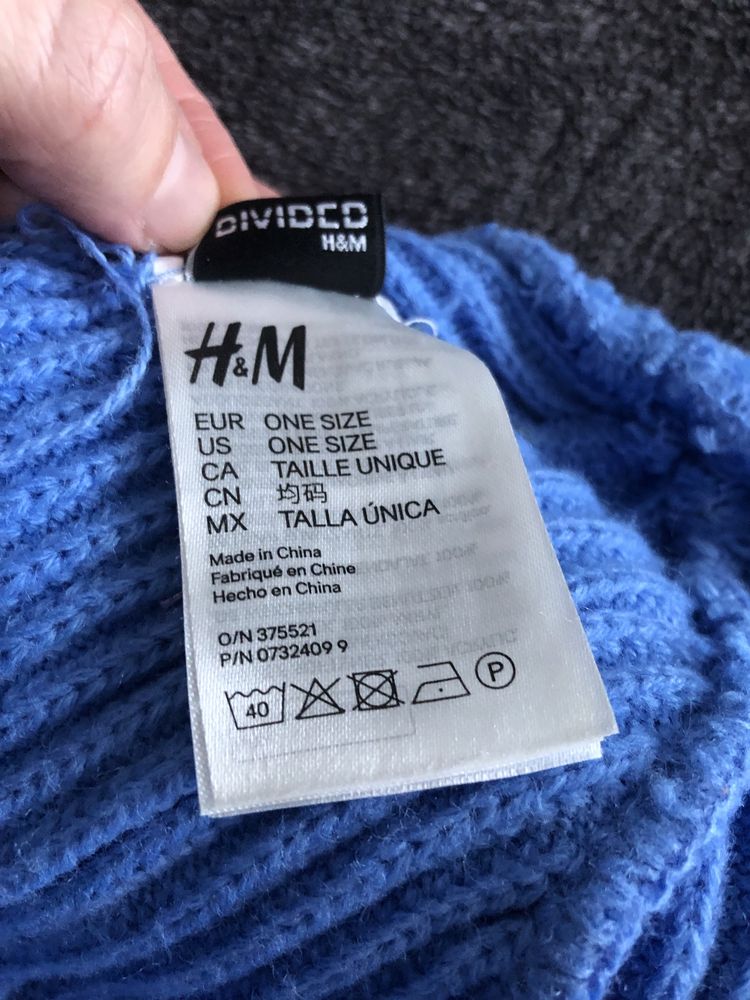 DIVIDED
H&M
H&M
EUR ONE SIZE
US ONE SIZE
CA TAILLE UNIQUE
CN 均码
MX TALLA ÚNICA
Made in China
Fabriqué en Chine
Hecho en China
O/N 375521
P/N 0732409 9
40 P